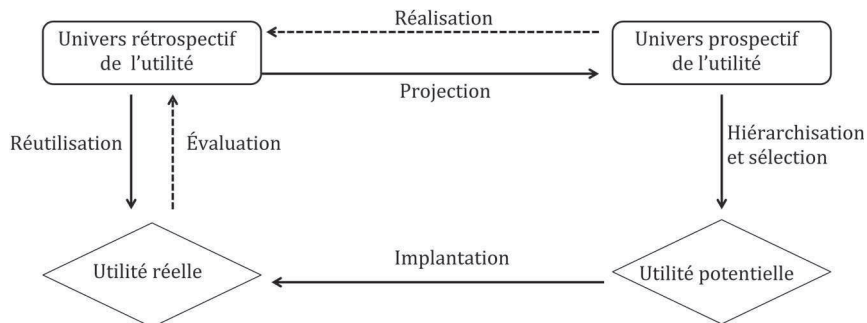 Réalisation
Univers rétrospectif
de l’utilité
Univers prospectif
de l’utilité
Projection
Réutilisation
Évaluation
Hiérarchisation
et sélection
Implantation
Utilité réelle
Utilité potentielle